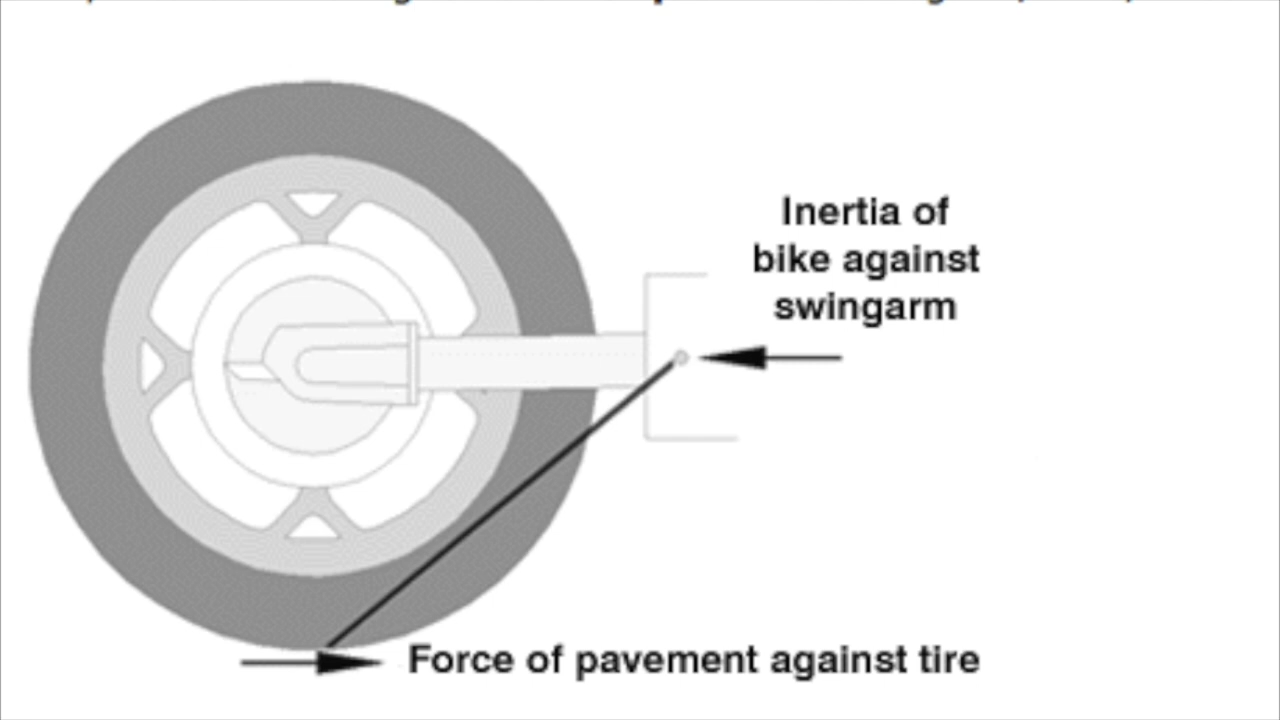 Inertia of
bike against
swingarm
Force of pavement against tire